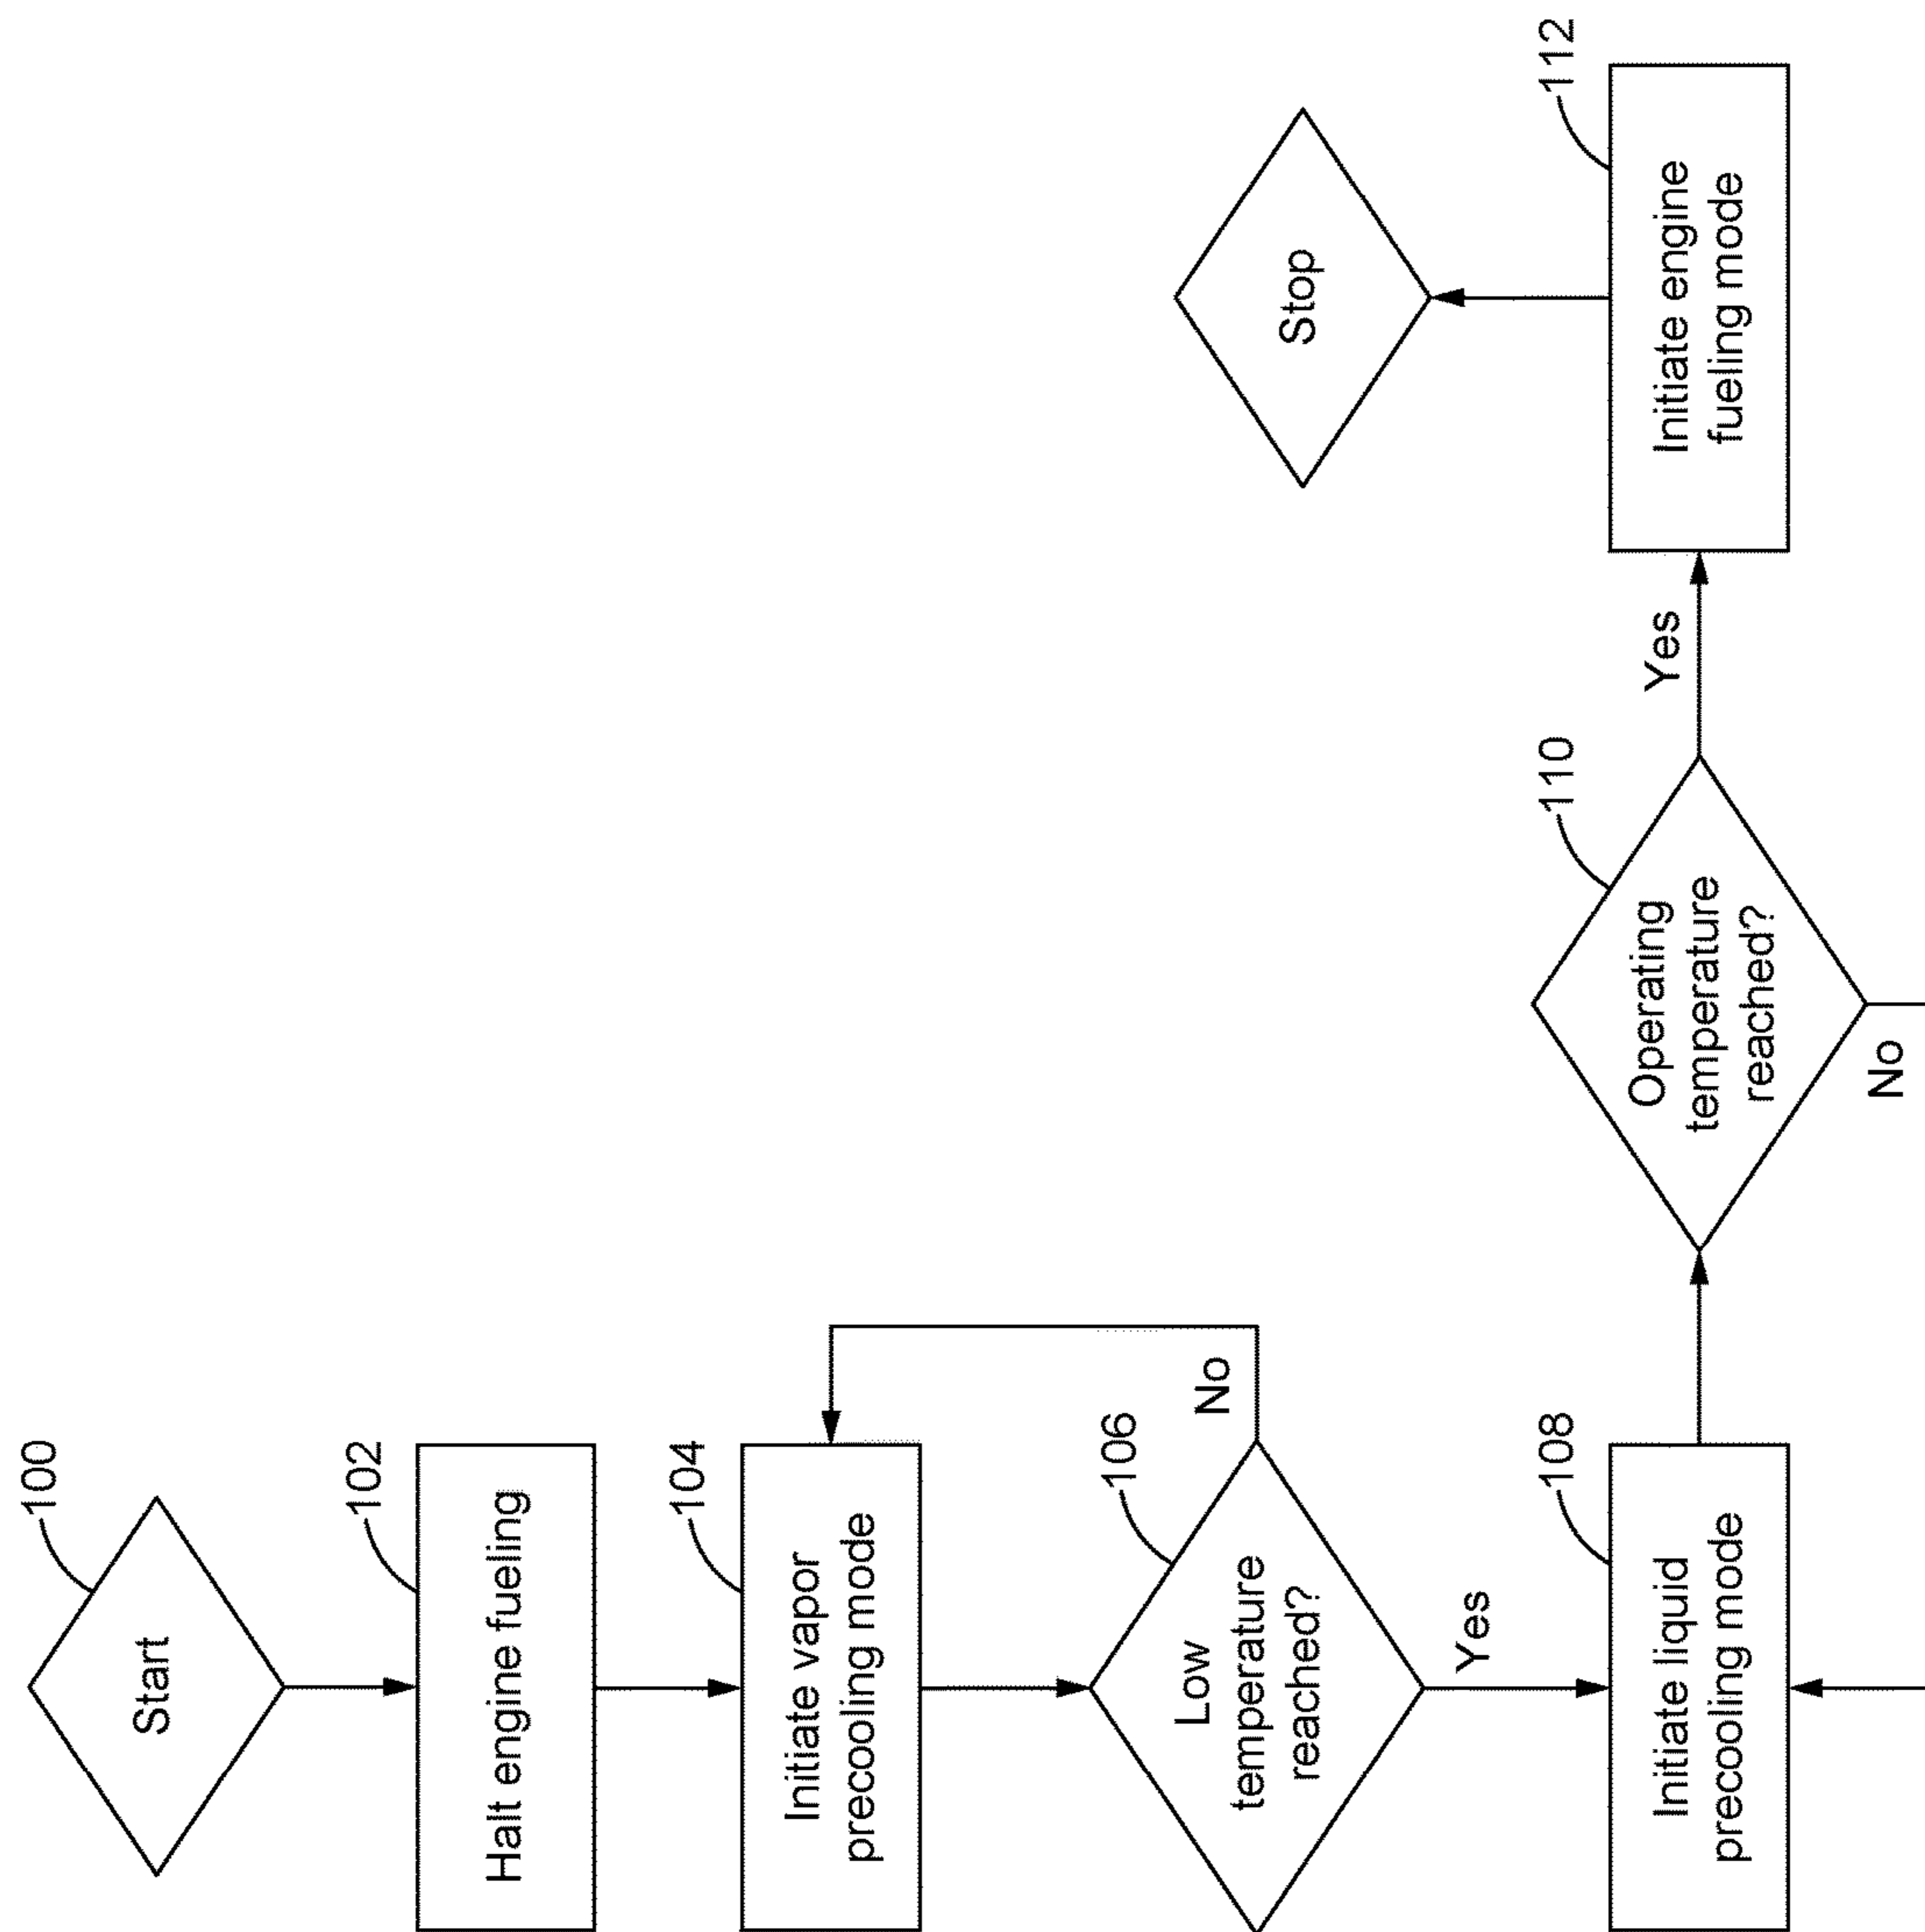 100
Start
102
Halt engine fueling
104
Initiate vapor
precooling mode
106
Low
temperature
reached?
No
Yes
108
Initiate liquid
precooling mode
110
Operating
temperature
reached?
No
Yes
112
Initiate engine
fueling mode
Stop